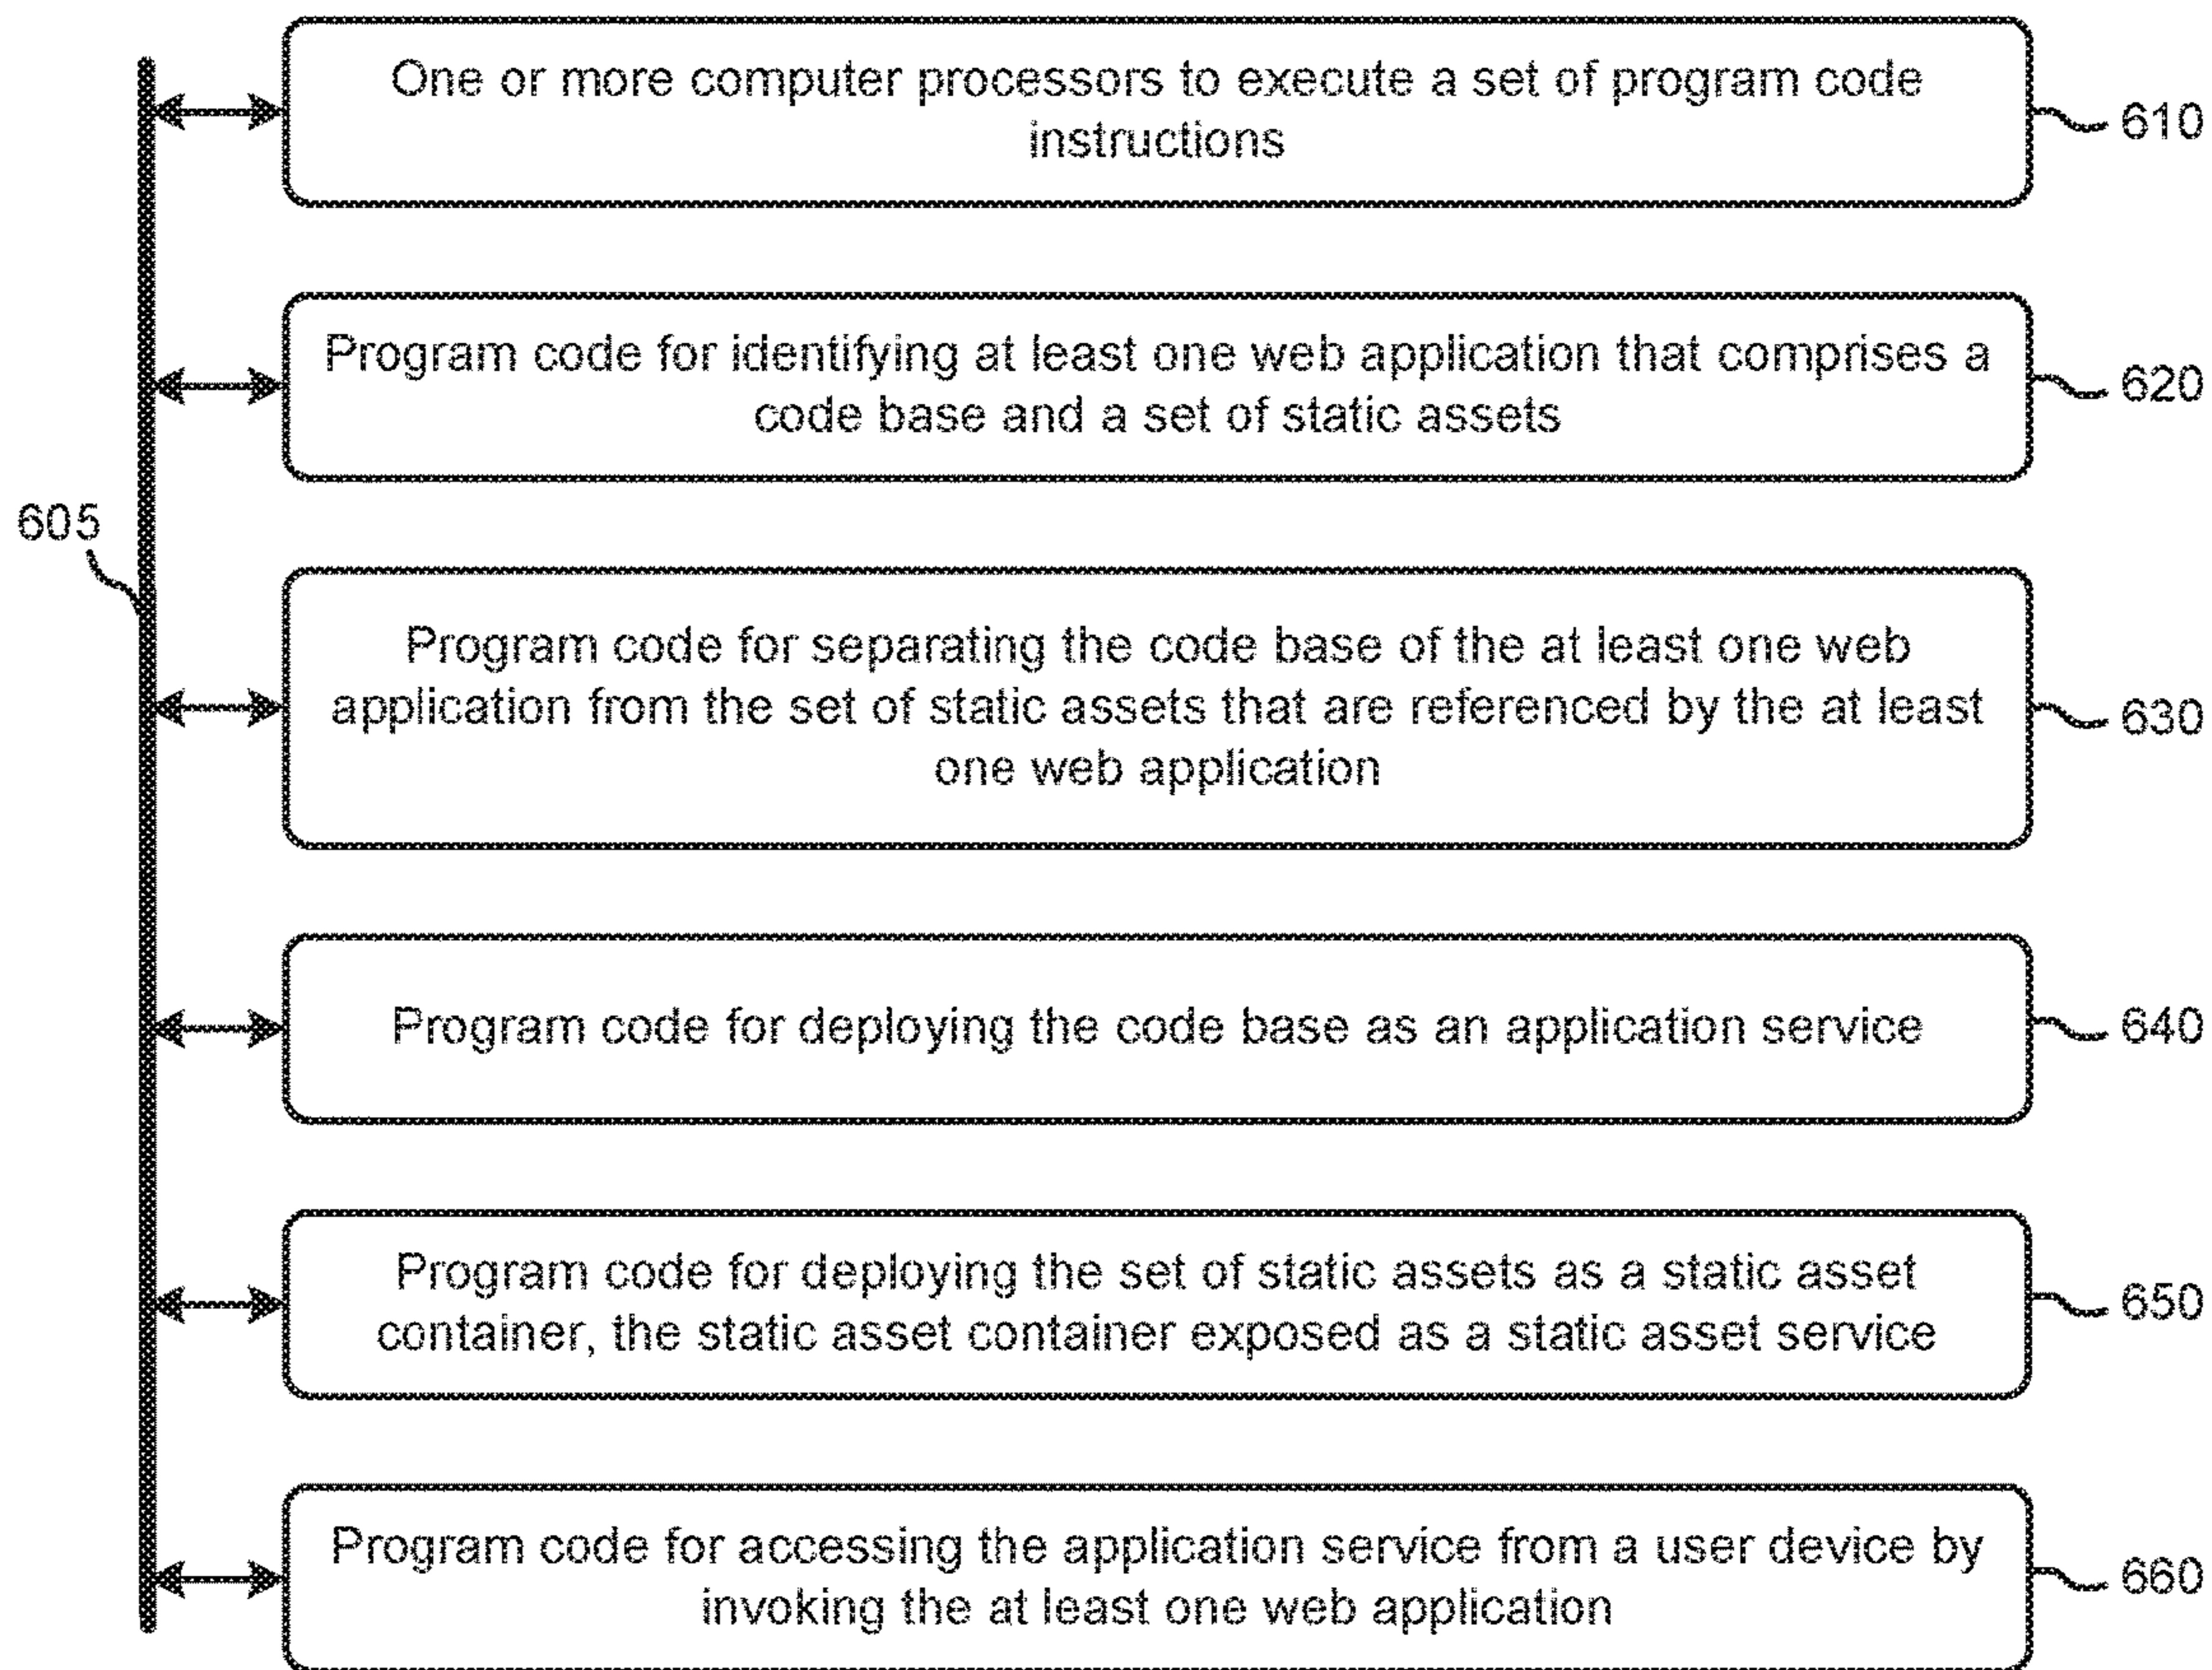 One or more computer processors to execute a set of program code
instructions
610
Program code for identifying at least one web application that comprises a
code base and a set of static assets
620
605
Program code for separating the code base of the at least one web
application from the set of static assets that are referenced by the at least
one web application
630
Program code for deploying the code base as an application service
640
Program code for deploying the set of static assets as a static asset
container, the static asset container exposed as a static asset service
650
Program code for accessing the application service from a user device by
invoking the at least one web application
660